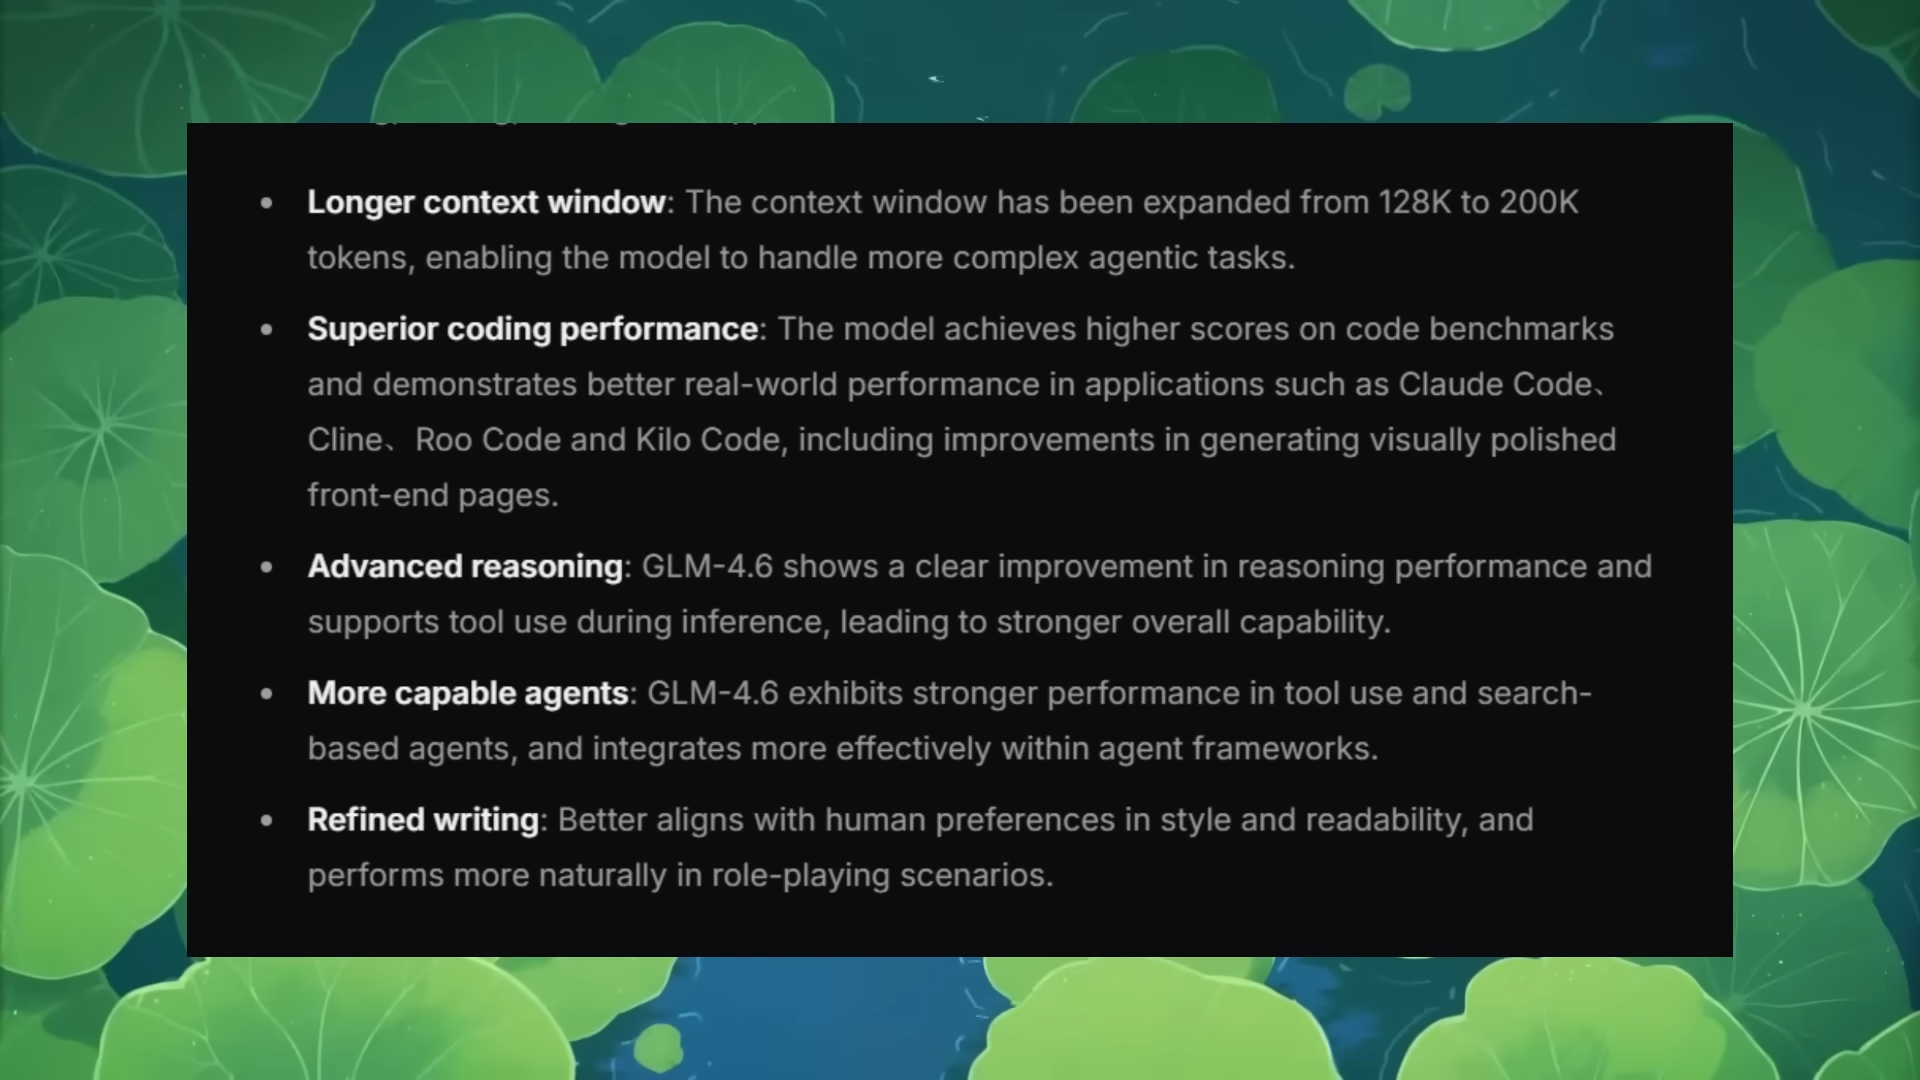 • Longer context window: The context window has been expanded from 128K to 200K
tokens, enabling the model to handle more complex agentic tasks.
• Superior coding performance: The model achieves higher scores on code benchmarks
and demonstrates better real-world performance in applications such as Claude Code、
Cline、Roo Code and Kilo Code, including improvements in generating visually polished
front-end pages.
• Advanced reasoning: GLM-4.6 shows a clear improvement in reasoning performance and
supports tool use during inference, leading to stronger overall capability.
• More capable agents: GLM-4.6 exhibits stronger performance in tool use and search-
based agents, and integrates more effectively within agent frameworks.
• Refined writing: Better aligns with human preferences in style and readability, and
performs more naturally in role-playing scenarios.